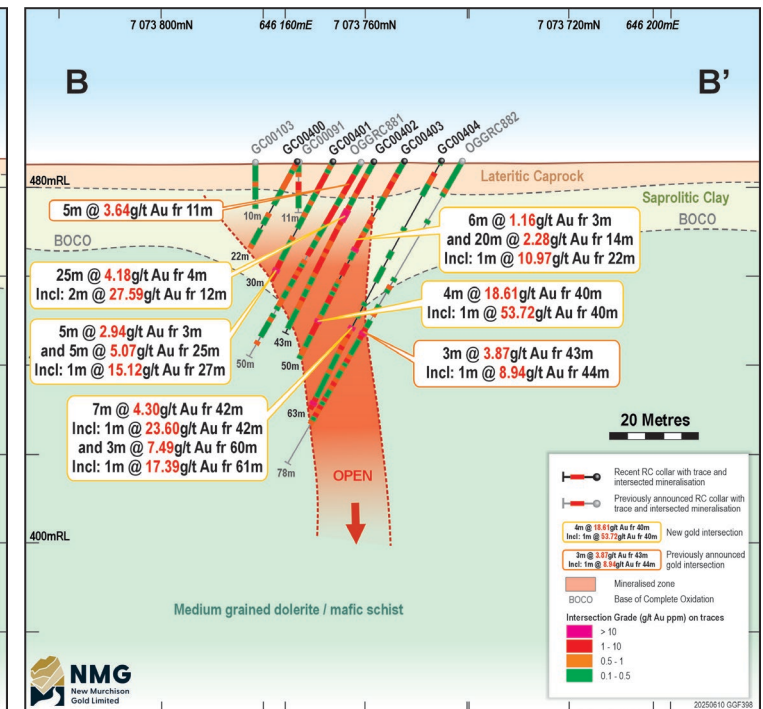 7 073 800mN
646 160mE
7 073 760mN
7 073 720mN
646 200mE
B
B’
GC00103
GC00400
GC00091
GC00401
OGGRC881
GC00402
GC00403
GC00404
OGGRC882
480mRL
Lateritic Caprock
Saprolitic Clay
BOCO
BOCO
10m
11m
22m
30m
43m
50m
50m
63m
78m
5m @ 3.64g/t Au fr 11m
25m @ 4.18g/t Au fr 4m
Incl: 2m @ 27.59g/t Au fr 12m
5m @ 2.94g/t Au fr 3m
and 5m @ 5.07g/t Au fr 25m
Incl: 1m @ 15.12g/t Au fr 27m
7m @ 4.30g/t Au fr 42m
Incl: 1m @ 23.60g/t Au fr 42m
and 3m @ 7.49g/t Au fr 60m
Incl: 1m @ 17.39g/t Au fr 61m
6m @ 1.16g/t Au fr 3m
and 20m @ 2.28g/t Au fr 14m
Incl: 1m @ 10.97g/t Au fr 22m
4m @ 18.61g/t Au fr 40m
Incl: 1m @ 53.72g/t Au fr 40m
3m @ 3.87g/t Au fr 43m
Incl: 1m @ 8.94g/t Au fr 44m
20 Metres
OPEN
400mRL
Medium grained dolerite / mafic schist
Recent RC collar with trace and
intersected mineralisation
Previously announced RC collar with
trace and intersected mineralisation
4m @ 18.61g/t Au fr 40m
Incl: 1m @ 53.72g/t Au fr 40m
New gold intersection
3m @ 3.87g/t Au fr 43m
Incl: 1m @ 8.94g/t Au fr 44m
Previously announced
gold intersection
Mineralised zone
BOCO
Base of Complete Oxidation
Intersection Grade (g/t Au ppm) on traces
> 10
1 - 10
0.5 - 1
0.1 - 0.5
NMG
New Murchison
Gold Limited
20250610 GGF398